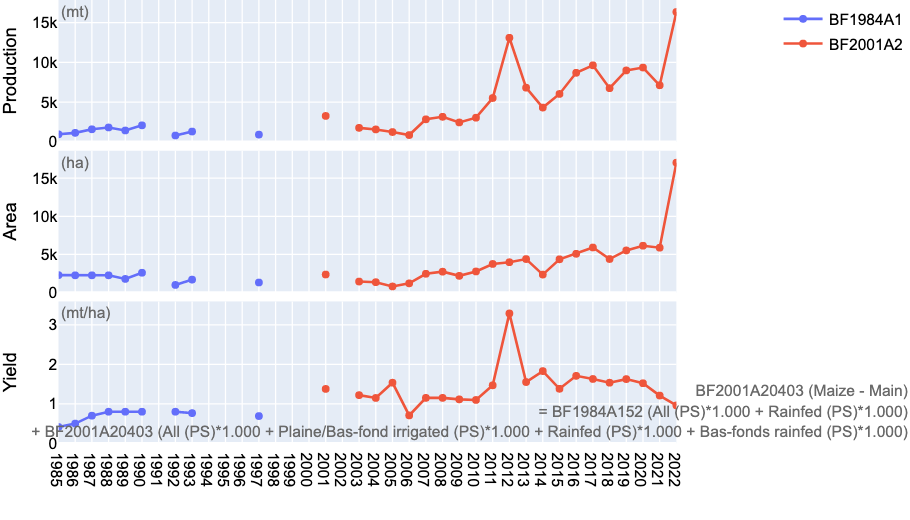 (mt)
Production
15k
10k
5k
0
BF1984A1
BF2001A2
(ha)
Area
15k
10k
5k
0
(mt/ha)
Yield
3
2
1
0
BF2001A20403 (Maize - Main)
= BF1984A152 (All (PS)*1.000 + Rainfed (PS)*1.000)
+ BF2001A20403 (All (PS)*1.000 + Plaine/Bas-fond irrigated (PS)*1.000 + Rainfed (PS)*1.000 + Bas-fonds rainfed (PS)*1.000)
1985 1986 1987 1988 1989 1990 1991 1992 1993 1994 1995 1996 1997 1998 1999 2000 2001 2002 2003 2004 2005 2006 2007 2008 2009 2010 2011 2012 2013 2014 2015 2016 2017 2018 2019 2020 2021 2022